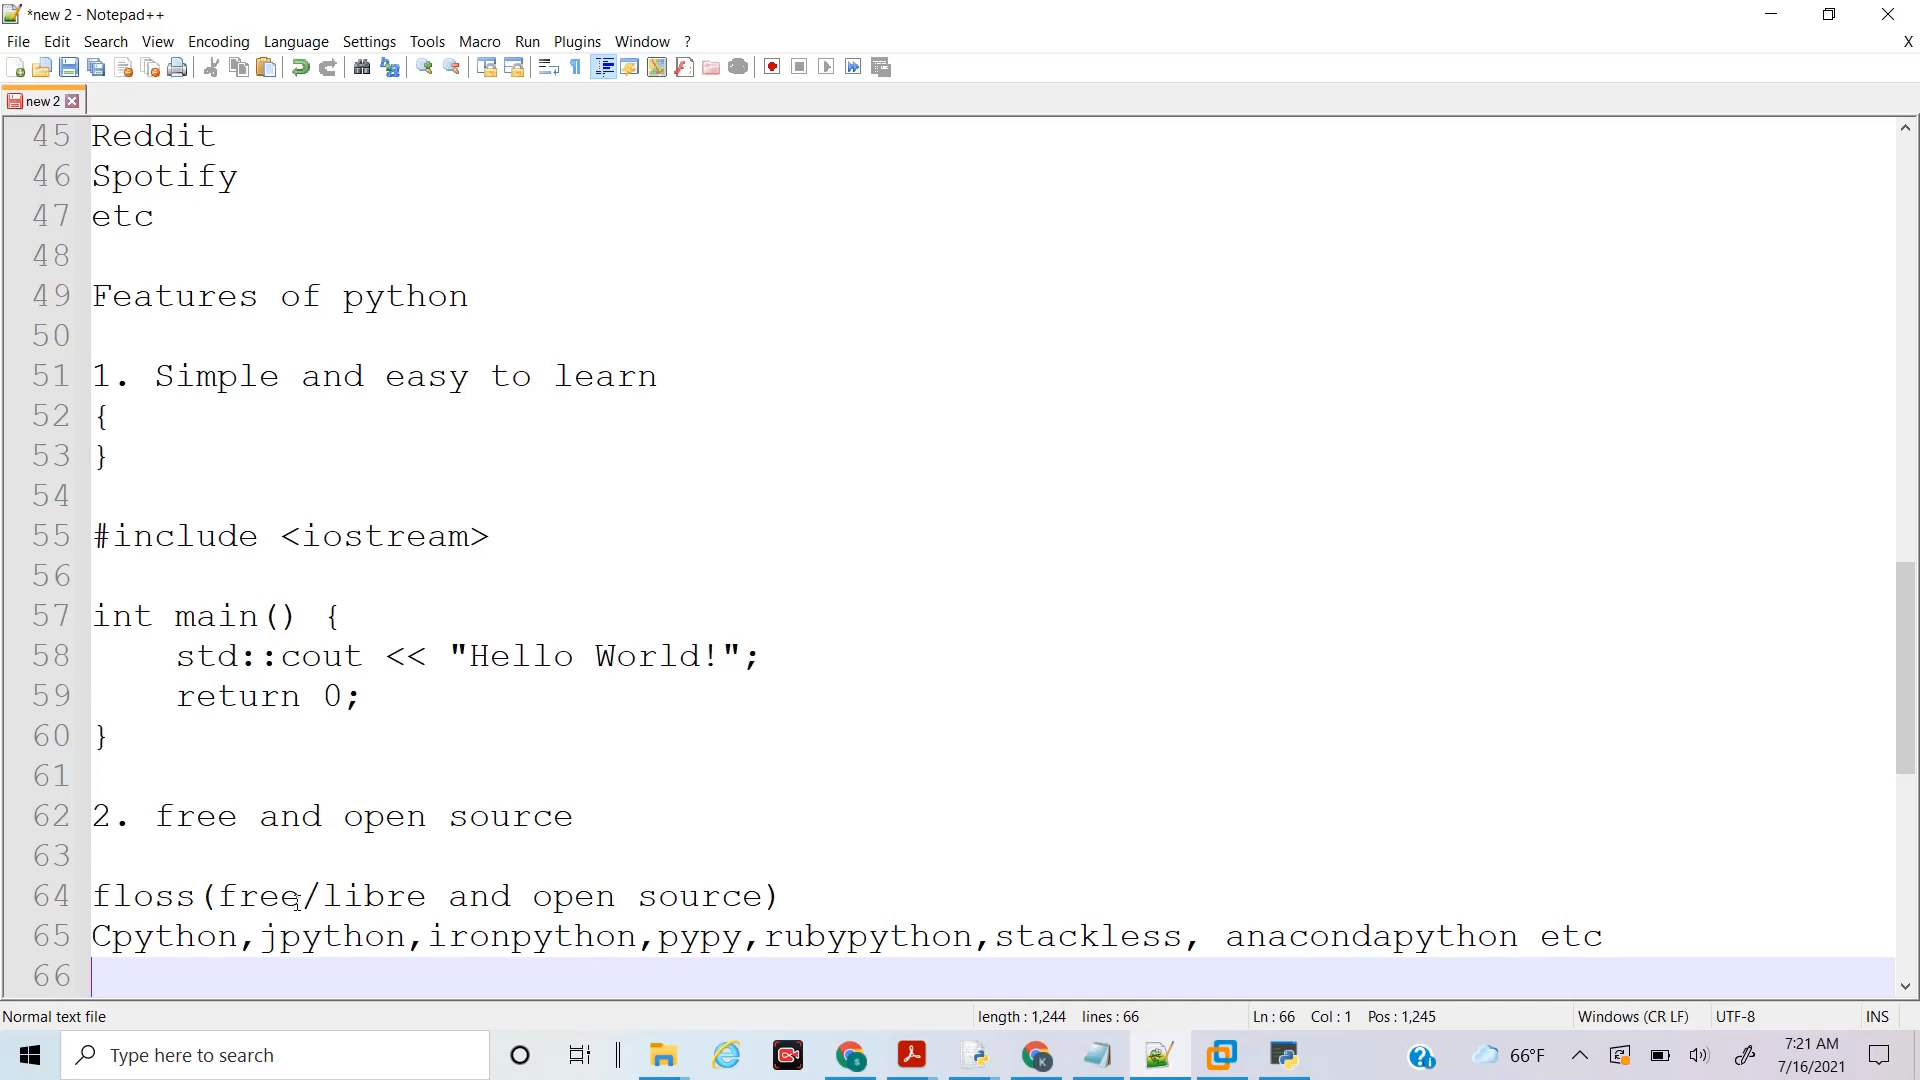 *new 2 - Notepad++
File Edit Search View Encoding Language Settings Tools Macro Run Plugins Window ? X
new 2
45 Reddit
46 Spotify
47 etc
48
49 Features of python
50
51 1. Simple and easy to learn
52 {
53 }
54
55 #include <iostream>
56
57 int main() {
58 std::cout << "Hello World!";
59 return 0;
60 }
61
62 2. free and open source
63
64 floss(free/libre and open source)
65 Cpython,jpython,ironpython,pypy,rubypython,stackless, anacondapython etc
66
Normal text file length : 1,244 lines : 66 Ln : 66 Col : 1 Pos : 1,245 Windows (CR LF) UTF-8 INS
Type here to search 66°F 7:21 AM
7/16/2021